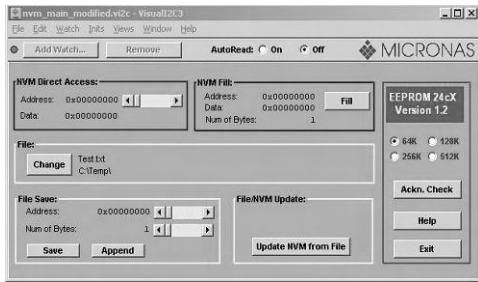 nvm_main_modified.vi2c - VisualI2C3
File Edit Watch Inits Views Window Help
Add Watch... Remove AutoRead: On Off MICRONAS
NVM Direct Access:
Address: 0x00000000
Data: 0x00000000
NVM Fill:
Address: 0x00000000
Data: 0x00000000
Num of Bytes: 1
Fill
EEPROM 24cX
Version 1.2
64K 128K
256K 512K
Ackn. Check
Help
Exit
File:
Change
Test.txt
C:\Temp\
File Save:
Address: 0x00000000
Num of Bytes: 1
Save Append
File/NVM Update:
Update NVM from File